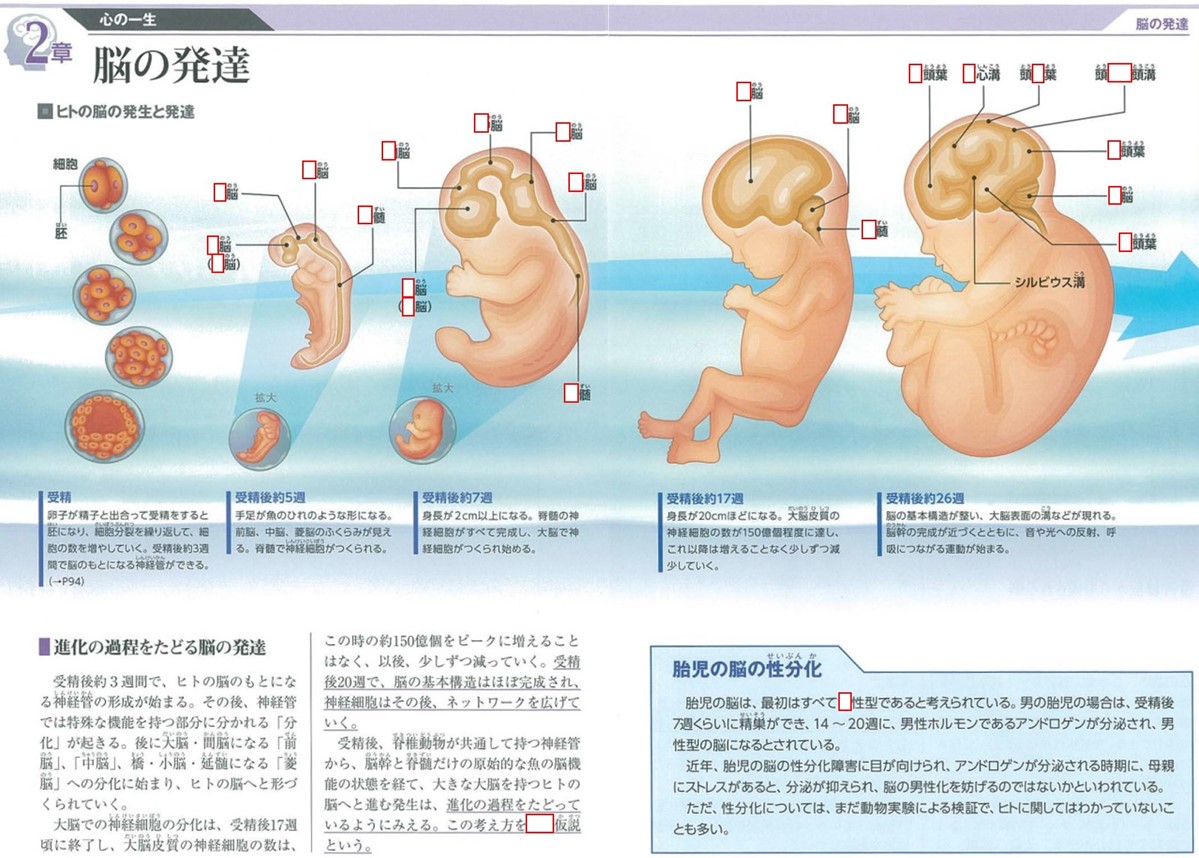 心の一生
脳の発達
2章
脳の発達
ヒトの脳の発生と発達
細胞
胚
脳
脳
髄
脳
(脳)
脳
脳
脳
脳
脳
(脳)
髄
拡大
拡大
脳
脳
髄
頭葉
心溝
頭葉
頭頭溝
頭葉
脳
頭葉
シルビウス溝
受精
卵子が精子と出合って受精をすると
胚になり、細胞分裂を繰り返して、細
胞の数を増やしていく。受精後約3週
間で脳のもとになる神経管ができる。
(→P94)
受精後約5週
手足が魚のひれのような形になる。
前脳、中脳、菱脳のふくらみが見え
る。脊髄で神経細胞がつくられる。
受精後約7週
身長が2cm以上になる。脊髄の神
経細胞がすべて完成し、大脳で神
経細胞がつくられ始める。
受精後約17週
身長が20cmほどになる。大脳皮質の
神経細胞の数が150億個程度に達し、
これ以降は増えることなく少しずつ減
少していく。
受精後約26週
脳の基本構造が整い、大脳表面の溝などが現れる。
脳幹の完成が近づくとともに、音や光への反射、呼
吸につながる運動が始まる。
進化の過程をたどる脳の発達
受精後約3週間で、ヒトの脳のもとにな
る神経管の形成が始まる。その後、神経管
では特殊な機能を持つ部分に分かれる「分
化」が起きる。後に大脳・間脳になる「前
脳」、「中脳」、橋・小脳・延髄になる「菱
脳」への分化に始まり、ヒトの脳へと形づ
くられていく。
大脳での神経細胞の分化は、受精後17週
頃に終了し、大脳皮質の神経細胞の数は、
この時の約150億個をピークに増えること
はなく、以後、少しずつ減っていく。受精
後20週で、脳の基本構造はほぼ完成され、
神経細胞はその後、ネットワークを広げて
いく。
受精後、脊椎動物が共通して持つ神経管
から、脳幹と脊髄だけの原始的な魚の脳機
能の状態を経て、大きな大脳を持つヒトの
脳へと進む発生は、進化の過程をたどって
いるようにみえる。この考え方を仮説
という。
胎児の脳の性分化
胎児の脳は、最初はすべて性型であると考えられている。男の胎児の場合は、受精後
7週くらいに精巣ができ、14～20週に、男性ホルモンであるアンドロゲンが分泌され、男
性型の脳になるとされている。
近年、胎児の脳の性分化障害に目が向けられ、アンドロゲンが分泌される時期に、母親
にストレスがあると、分泌が抑えられ、脳の男性化を妨げるのではないかといわれている。
ただ、性分化については、まだ動物実験による検証で、ヒトに関してはわかっていないこ
とも多い。